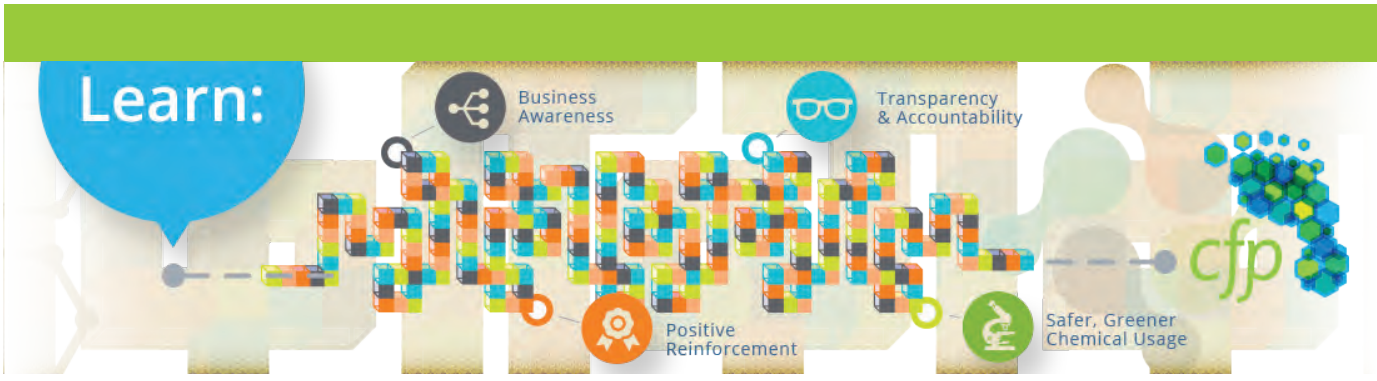 Learn:
Business
Awareness
Transparency
& Accountability
cfp
Positive
Reinforcement
Safer, Greener
Chemical Usage